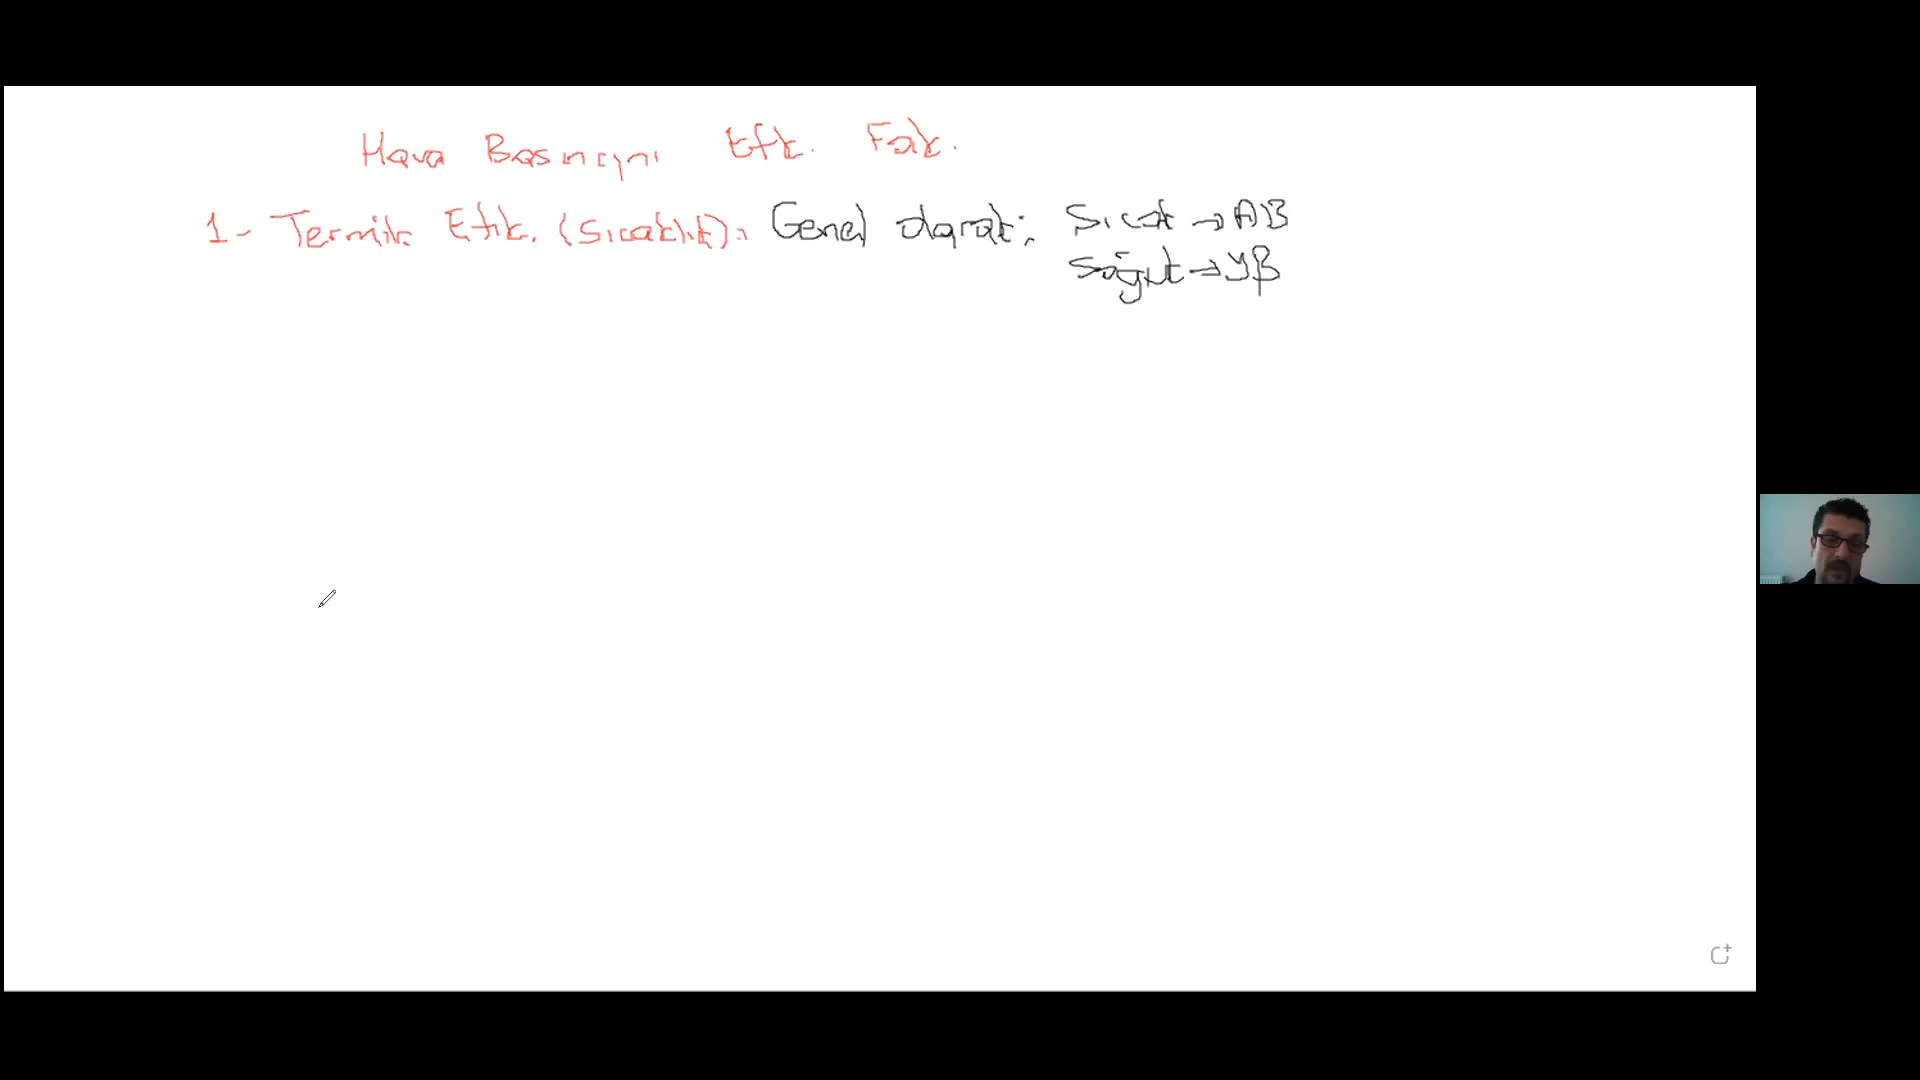 Hava Basıncını Etk. Fak.
1- Termik Etk. (Sıcaklık): Genel olarak: Sıcak → AB
Soğuk → YB